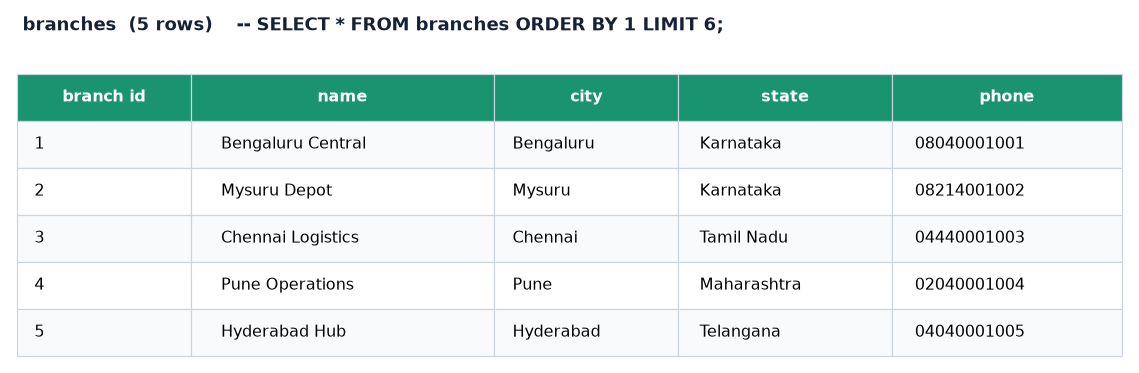 branches (5 rows) -- SELECT * FROM branches ORDER BY 1 LIMIT 6;
branch id name city state phone
1 Bengaluru Central Bengaluru Karnataka 08040001001
2 Mysuru Depot Mysuru Karnataka 08214001002
3 Chennai Logistics Chennai Tamil Nadu 04440001003
4 Pune Operations Pune Maharashtra 02040001004
5 Hyderabad Hub Hyderabad Telangana 04040001005